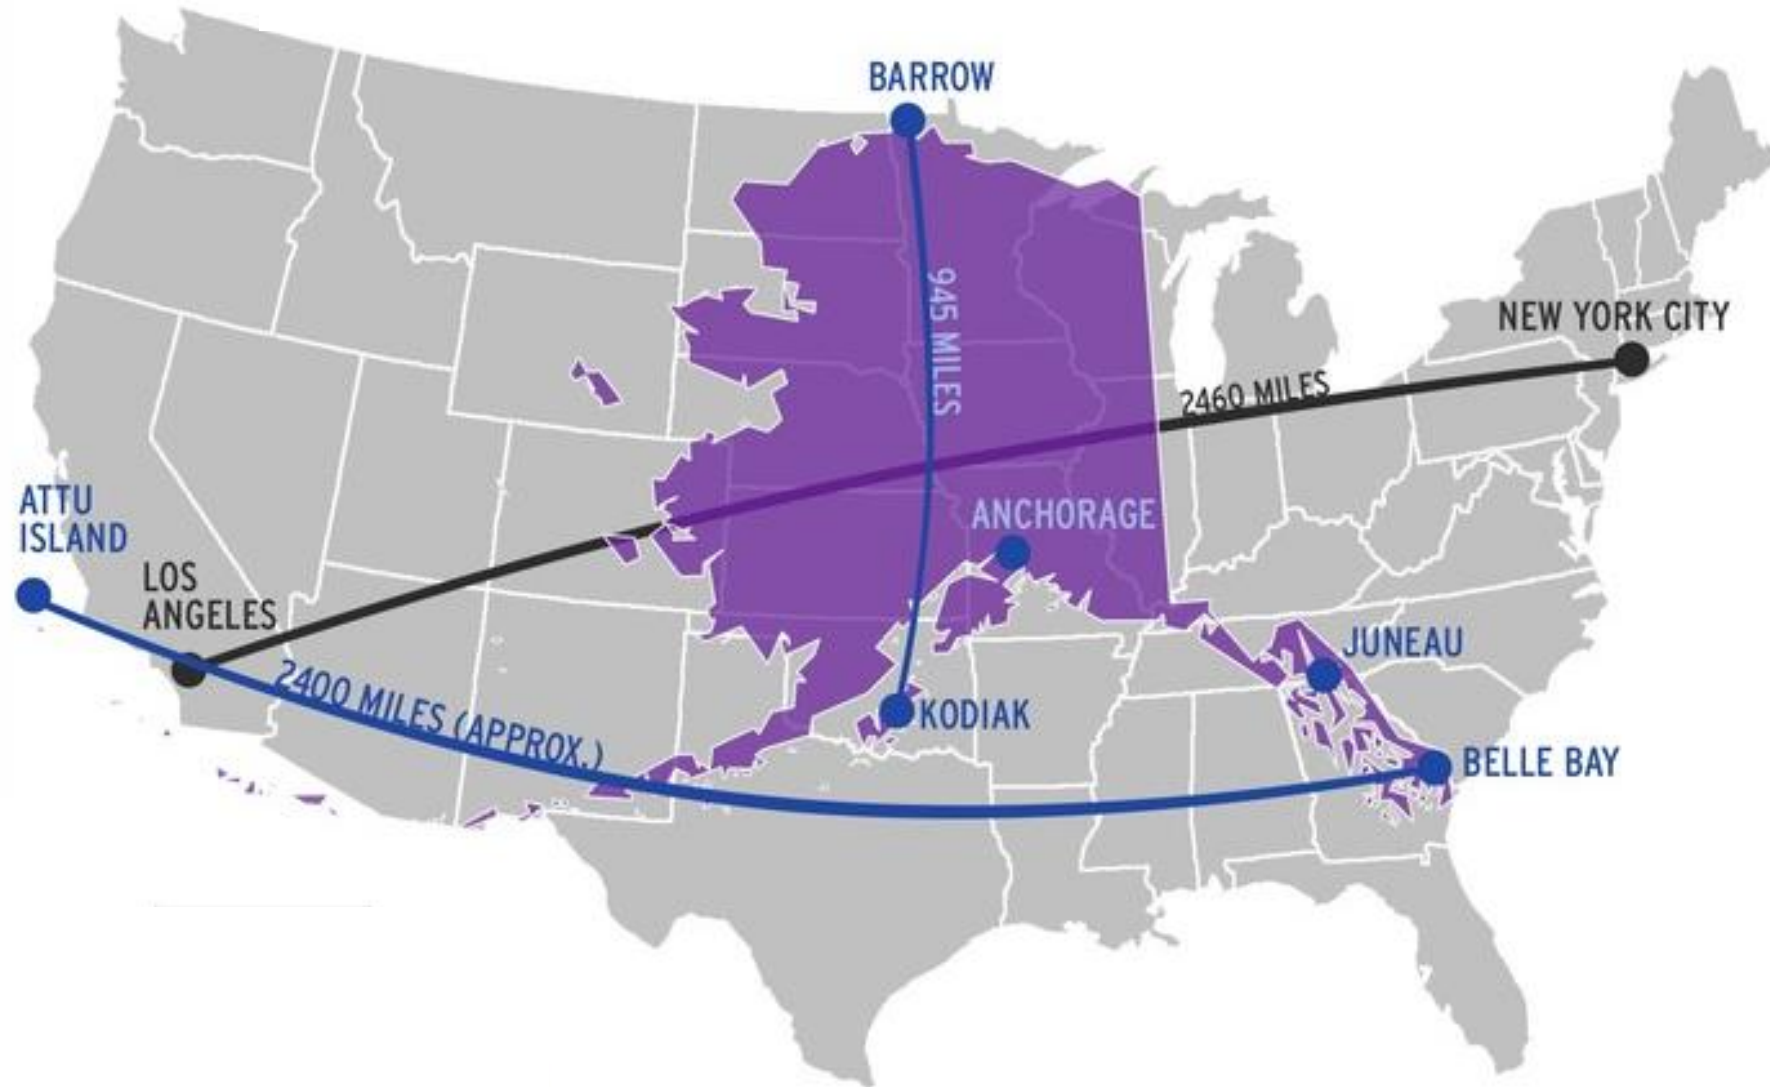 BARROW
945 MILES
NEW YORK CITY
2460 MILES
ATTU
ISLAND
ANCHORAGE
LOS
ANGELES
JUNEAU
2400 MILES (APPROX.)
KODIAK
BELLE BAY